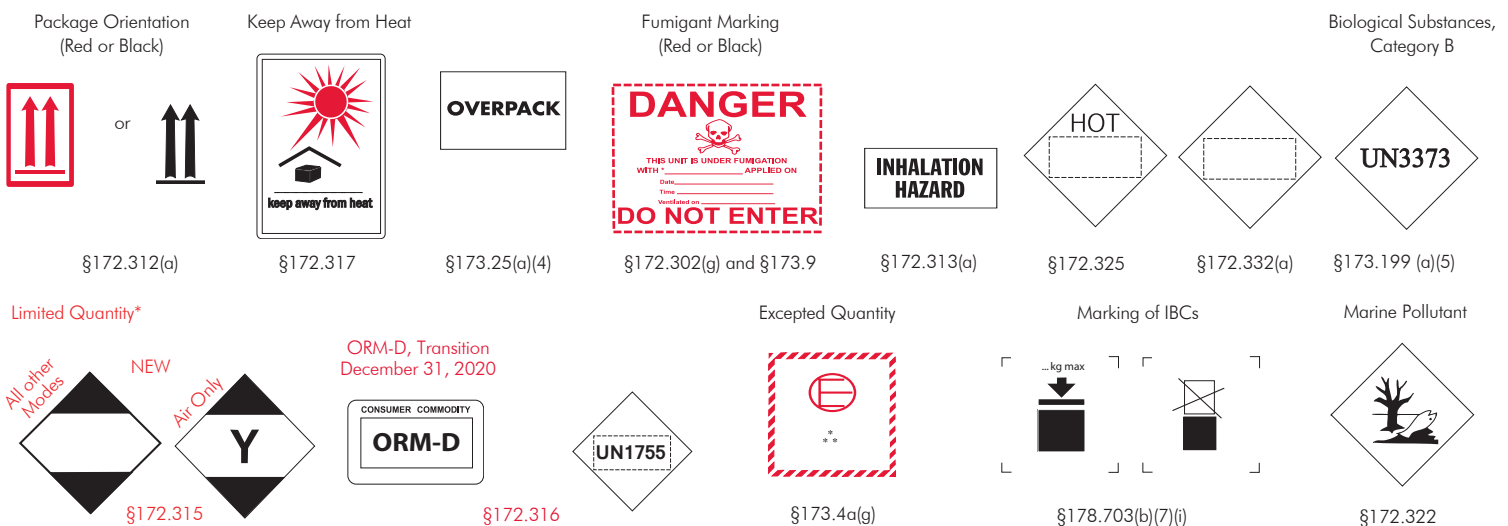 Package Orientation
(Red or Black)
Keep Away from Heat
Fumigant Marking
(Red or Black)
Biological Substances,
Category B
or
keep away from heat
OVERPACK
DANGER
THIS UNIT IS UNDER FUMIGATION
WITH *____________ APPLIED ON
Date____________
Time ____________
Ventilated on ____________
DO NOT ENTER
INHALATION
HAZARD
HOT
UN3373
§172.312(a)
§172.317
§173.25(a)(4)
§172.302(g) and §173.9
§172.313(a)
§172.325
§172.332(a)
§173.199 (a)(5)
Limited Quantity*
All other
Modes
NEW
Air Only
Y
§172.315
ORM-D, Transition
December 31, 2020
CONSUMER COMMODITY
ORM-D
UN1755
§172.316
Excepted Quantity
E
*
* *
§173.4a(g)
Marking of IBCs
... kg max
§178.703(b)(7)(i)
Marine Pollutant
§172.322